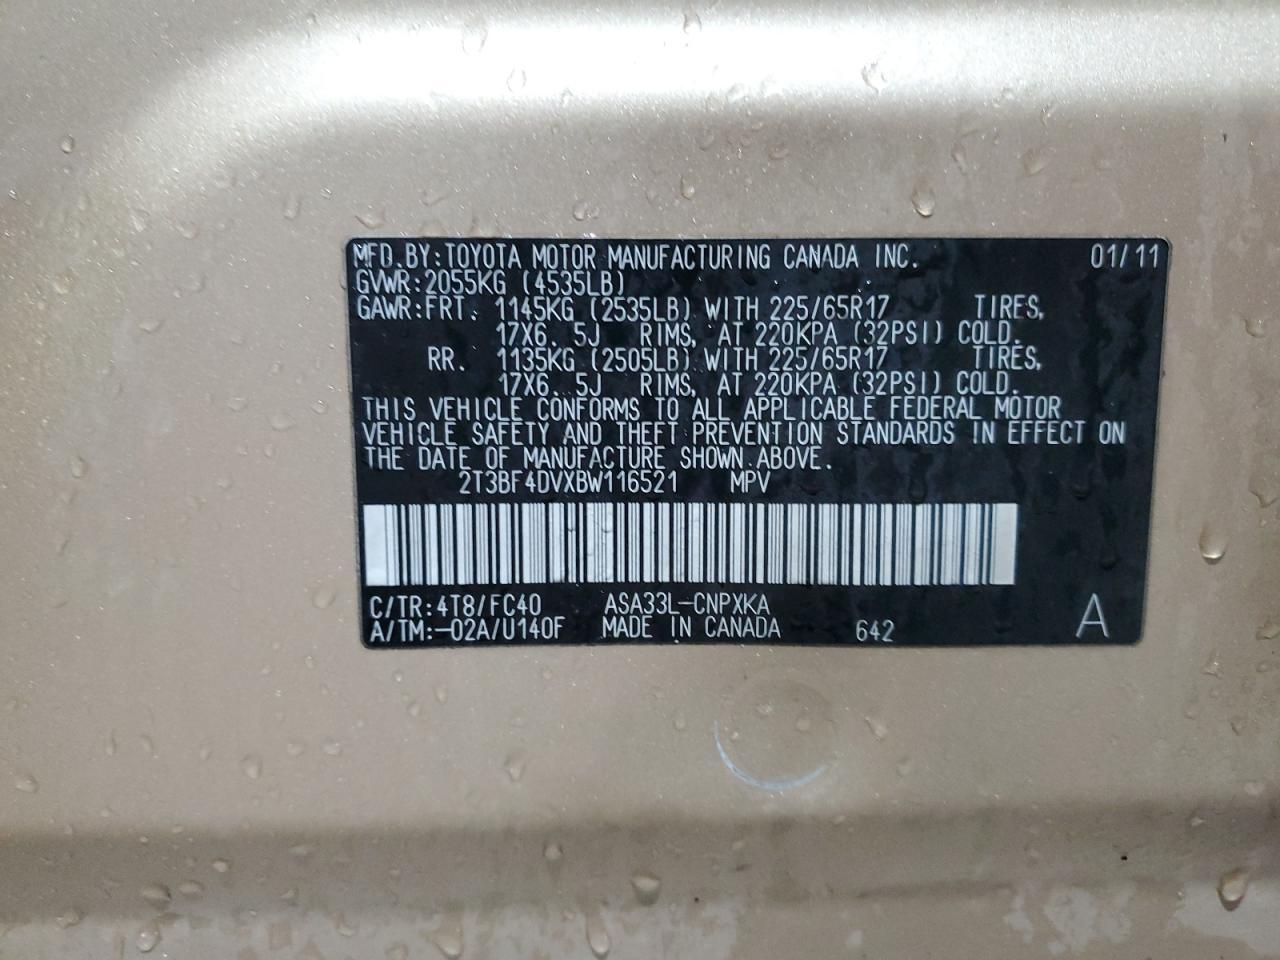 MFD.BY:TOYOTA MOTOR MANUFACTURING CANADA INC. 01/11
GVWR:2055KG (4535LB)
GAWR:FRT. 1145KG (2535LB) WITH 225/65R17 TIRES,
17X6. 5J RIMS, AT 220KPA (32PSI) COLD.
RR. 1135KG (2505LB) WITH 225/65R17 TIRES,
17X6. 5J RIMS, AT 220KPA (32PSI) COLD.
THIS VEHICLE CONFORMS TO ALL APPLICABLE FEDERAL MOTOR
VEHICLE SAFETY AND THEFT PREVENTION STANDARDS IN EFFECT ON
THE DATE OF MANUFACTURE SHOWN ABOVE.
2T3BF4DVXBW116521 MPV
C/TR:4T8/FC40 ASA33L-CNPXKA
A/TM:-02A/U140F MADE IN CANADA 642 A